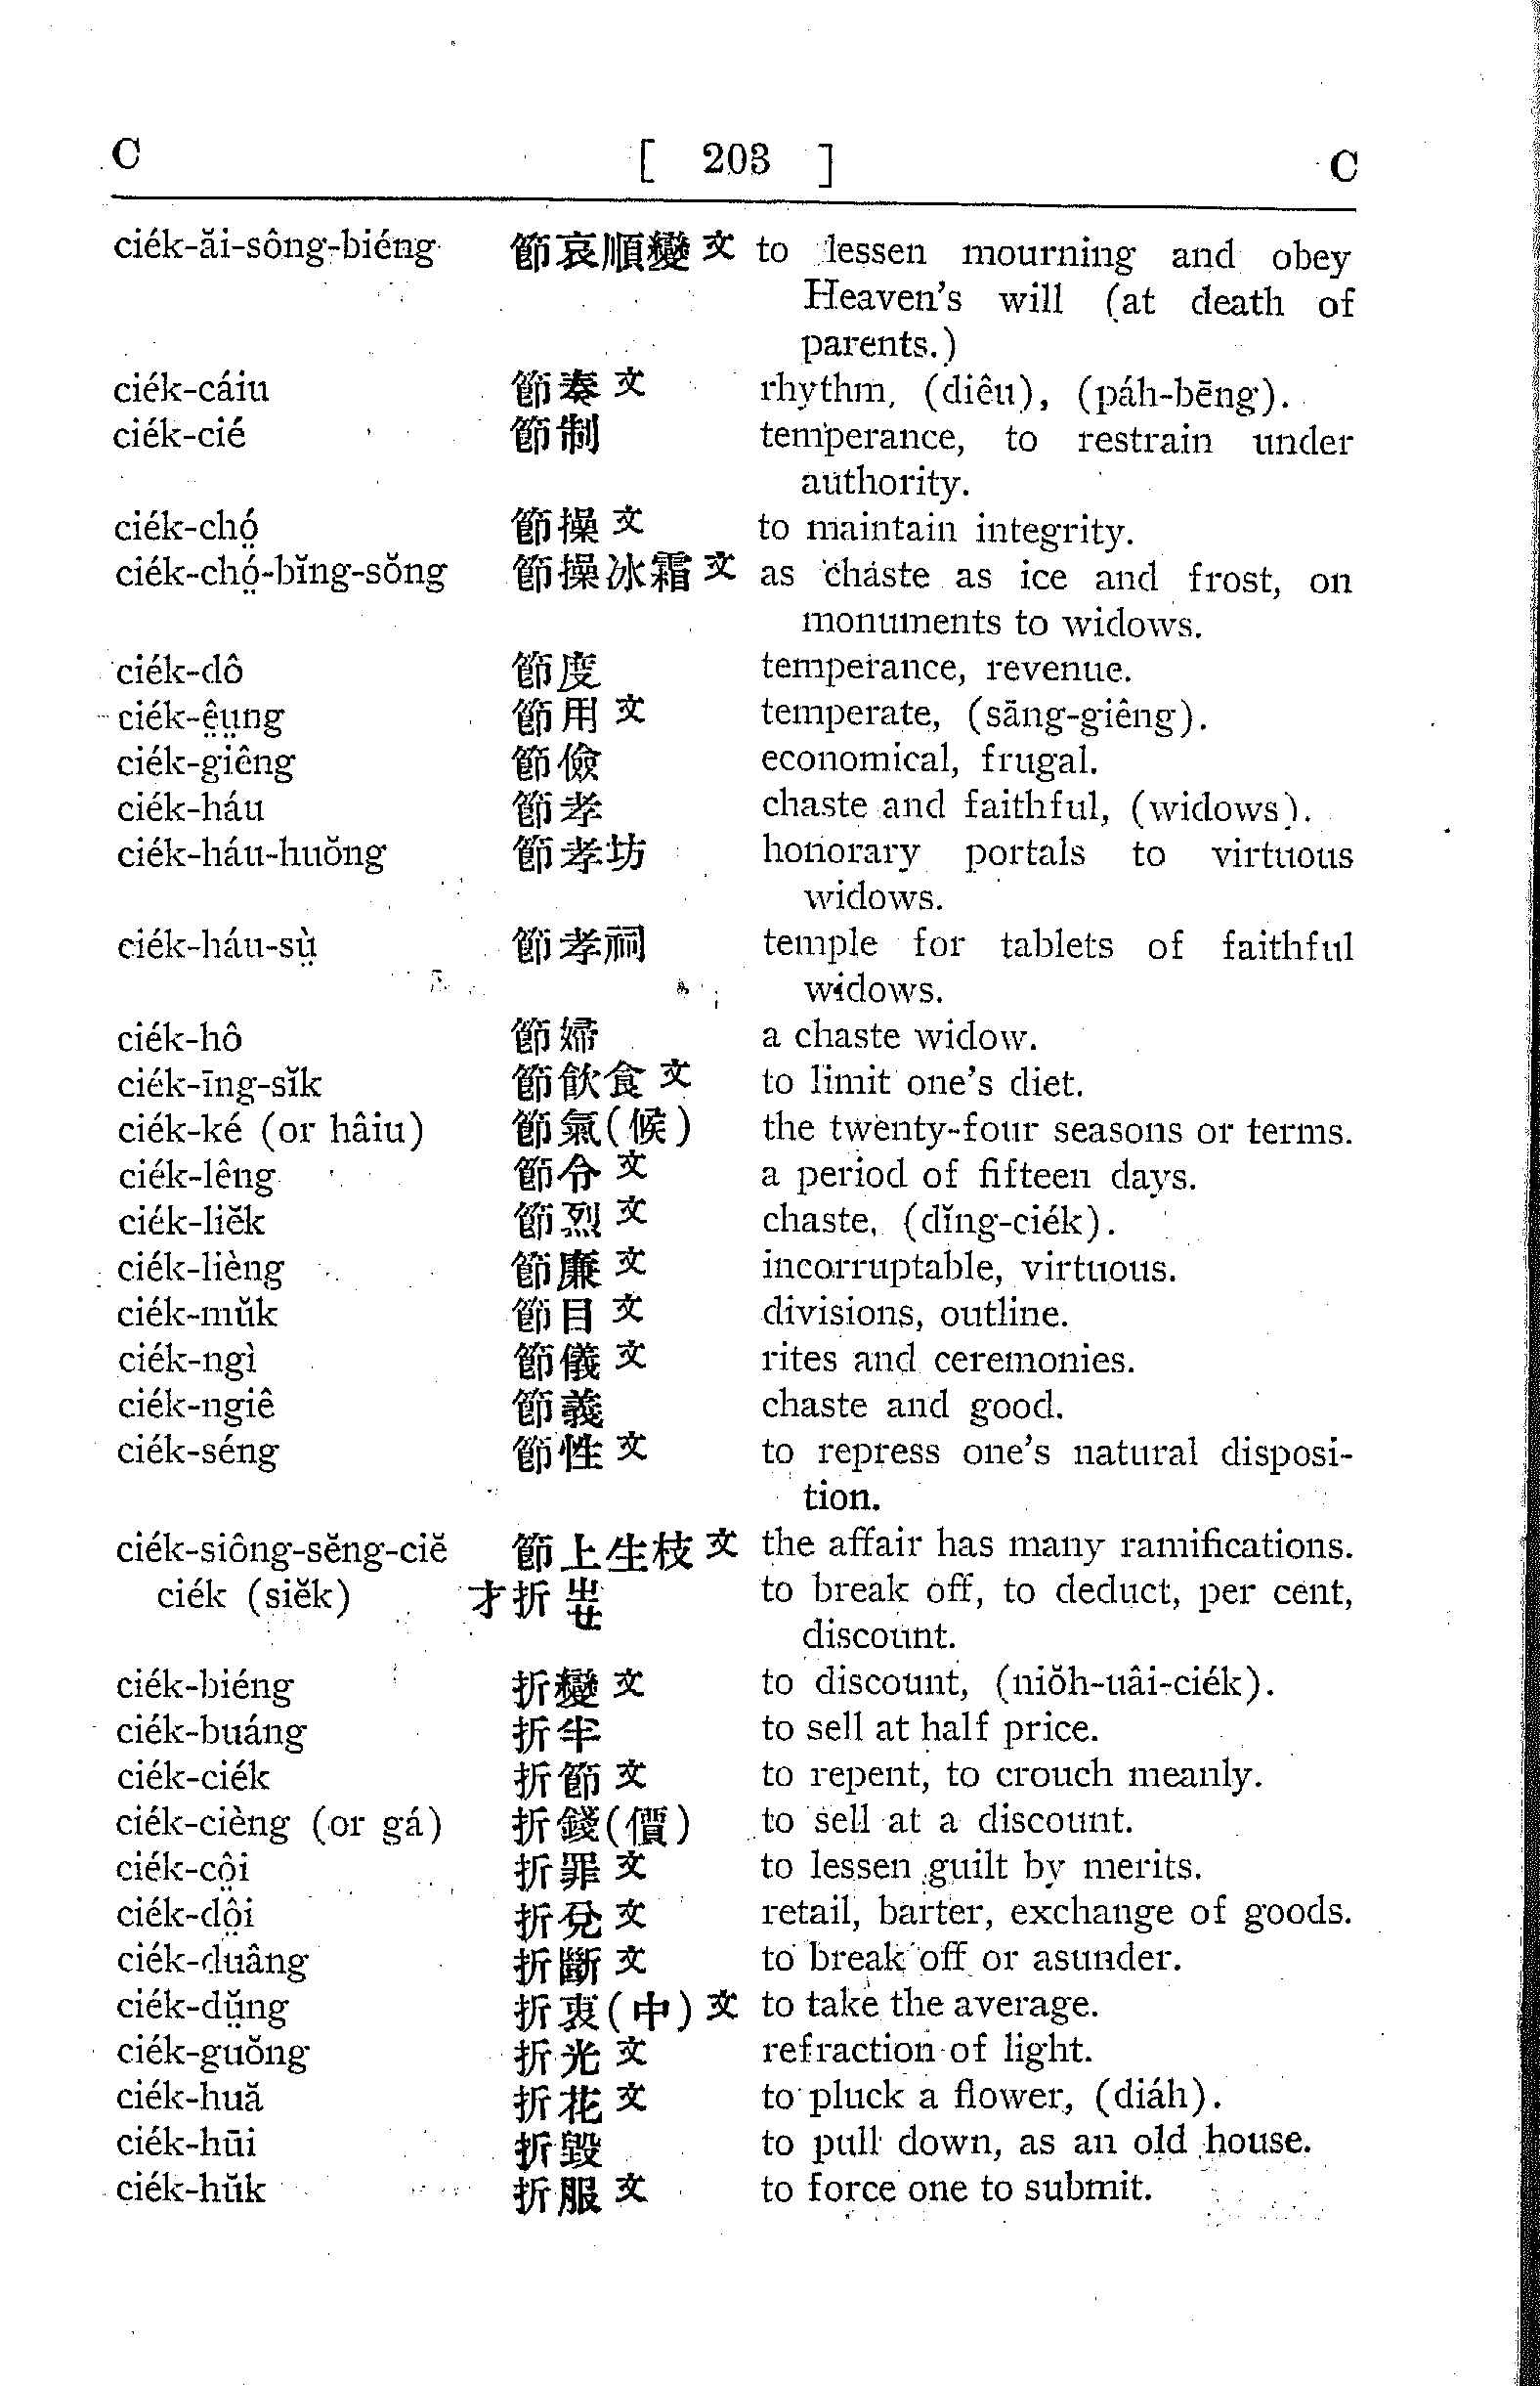 C [ 203 ] C
ciék-ăi-sông-biéng 節哀順變文 to lessen mourning and obey
Heaven's will (at death of
parents.)
ciék-cáiu 節奏文 rhythm, (diêu), (páh-bēng).
ciék-cié 節制 temperance, to restrain under
authority.
ciék-chó̤ 節操文 to maintain integrity.
ciék-chó̤-bĭng-sŏng 節操冰霜文 as chaste as ice and frost, on
monuments to widows.
ciék-dô 節度 temperance, revenue.
ciék-ê̤ṳng 節用文 temperate, (sāng-giêng).
ciék-giêng 節儉 economical, frugal.
ciék-háu 節孝 chaste and faithful, (widows).
ciék-háu-huŏng 節孝坊 honorary portals to virtuous
widows.
ciék-háu-sṳ̀ 節孝祠 temple for tablets of faithful
widows.
ciék-hô 節婦 a chaste widow.
ciék-īng-sĭk 節飲食文 to limit one's diet.
ciék-ké (or hâiu) 節氣(候) the twenty-four seasons or terms.
ciék-lêng 節令文 a period of fifteen days.
ciék-liĕk 節烈文 chaste, (dĭng-ciék).
ciék-lièng 節廉文 incorruptable, virtuous.
ciék-mŭk 節目文 divisions, outline.
ciék-ngì 節儀文 rites and ceremonies.
ciék-ngiê 節義 chaste and good.
ciék-séng 節性文 to repress one's natural disposi-
tion.
ciék-siông-sĕng-ciĕ 節上生枝文 the affair has many ramifications.
ciék (siĕk) 才折 to break off, to deduct, per cent,
discount.
ciék-biéng 折變文 to discount, (niŏh-uâi-ciék).
ciék-buáng 折半 to sell at half price.
ciék-ciék 折節文 to repent, to crouch meanly.
ciék-cièng (or gá) 折錢(價) to sell at a discount.
ciék-cô̤i 折罪文 to lessen guilt by merits.
ciék-dô̤i 折兌文 retail, barter, exchange of goods.
ciék-duâng 折斷文 to break off or asunder.
ciék-dṳ̆ng 折衷(中)文 to take the average.
ciék-guŏng 折光文 refraction of light.
ciék-huă 折花文 to pluck a flower, (diáh).
ciék-hūi 折毀 to pull down, as an old house.
ciék-hŭk 折服文 to force one to submit.